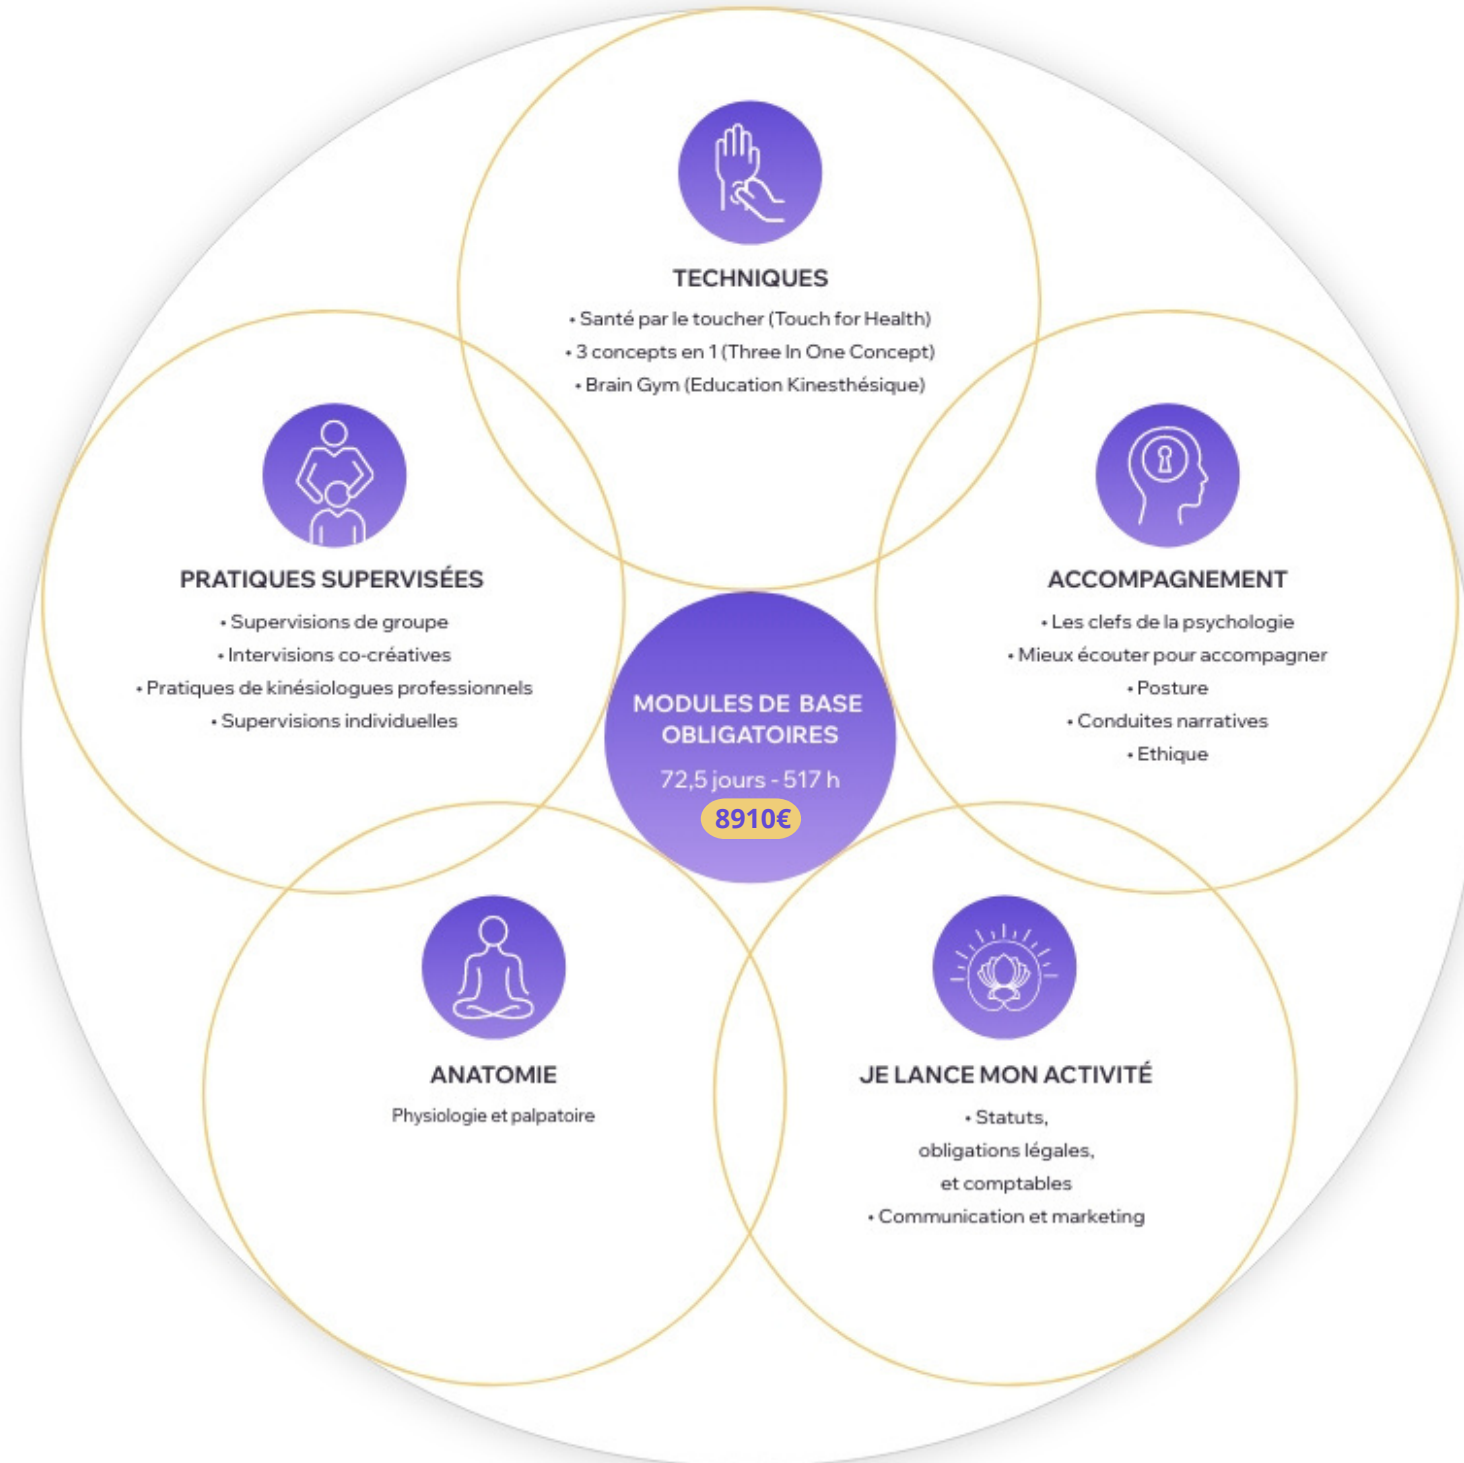 TECHNIQUES
• Santé par le toucher (Touch for Health)
• 3 concepts en 1 (Three In One Concept)
• Brain Gym (Education Kinesthésique)
PRATIQUES SUPERVISÉES
• Supervisions de groupe
• Intervisions co-créatives
• Pratiques de kinésiologues professionnels
• Supervisions individuelles
ACCOMPAGNEMENT
• Les clefs de la psychologie
• Mieux écouter pour accompagner
• Posture
• Conduites narratives
• Ethique
MODULES DE BASE
OBLIGATOIRES
72,5 jours - 517 h
8910€
ANATOMIE
Physiologie et palpatoire
JE LANCE MON ACTIVITÉ
• Statuts,
obligations légales,
et comptables
• Communication et marketing